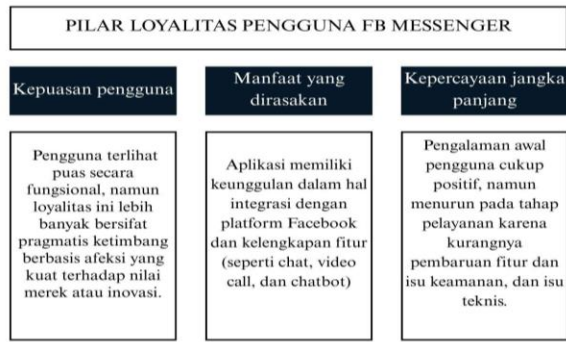 PILAR LOYALITAS PENGGUNA FB MESSENGER
Kepuasan pengguna
Pengguna terlihat
puas secara
fungsional, namun
loyalitas ini lebih
banyak bersifat
pragmatis ketimbang
berbasis afeksi yang
kuat terhadap nilai
merek atau inovasi.
Manfaat yang
dirasakan
Aplikasi memiliki
keunggulan dalam hal
integrasi dengan
platform Facebook
dan kelengkapan fitur
(seperti chat, video
call, dan chatbot)
Kepercayaan jangka
panjang
Pengalaman awal
pengguna cukup
positif, namun
menurun pada tahap
pelayanan karena
kurangnya
pembaruan fitur dan
isu keamanan, dan isu
teknis.